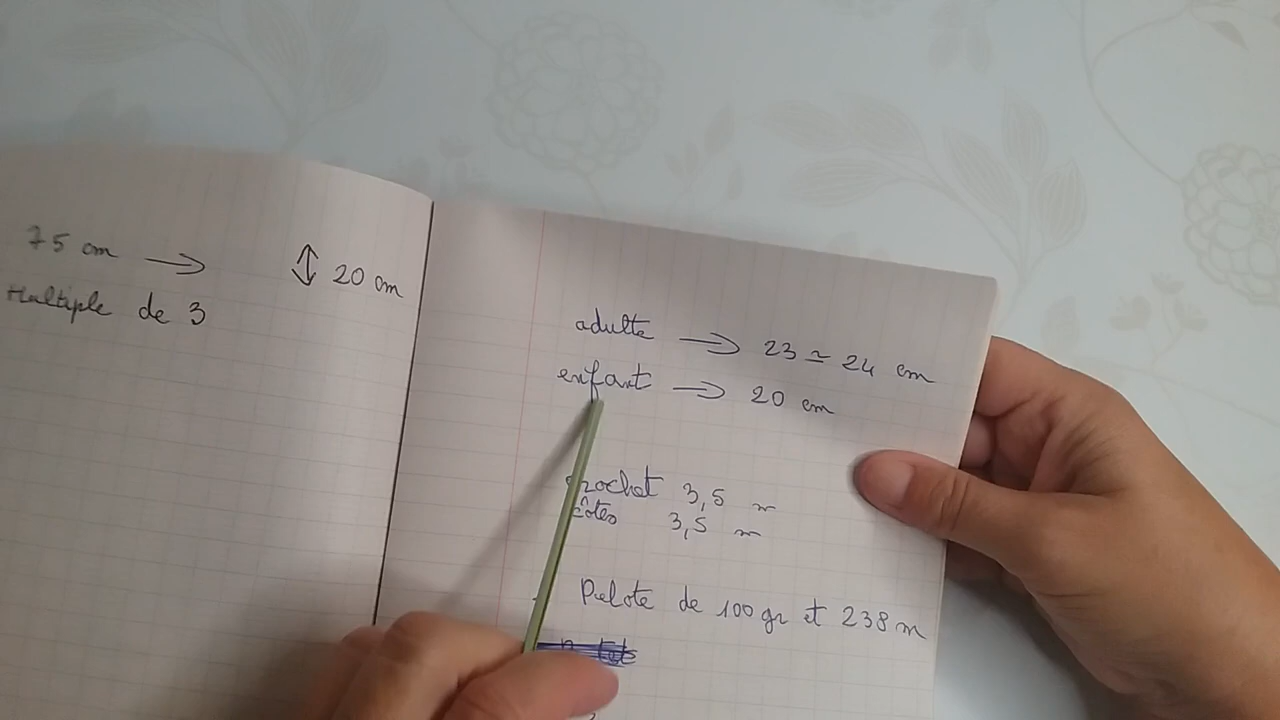 75 cm → ↕ 20 cm
Multiple de 3
adulte → 23 ≃ 24 cm
enfant → 20 cm
crochet 3,5 m
côtes 3,5 m
Pelote de 100 gr et 238 m